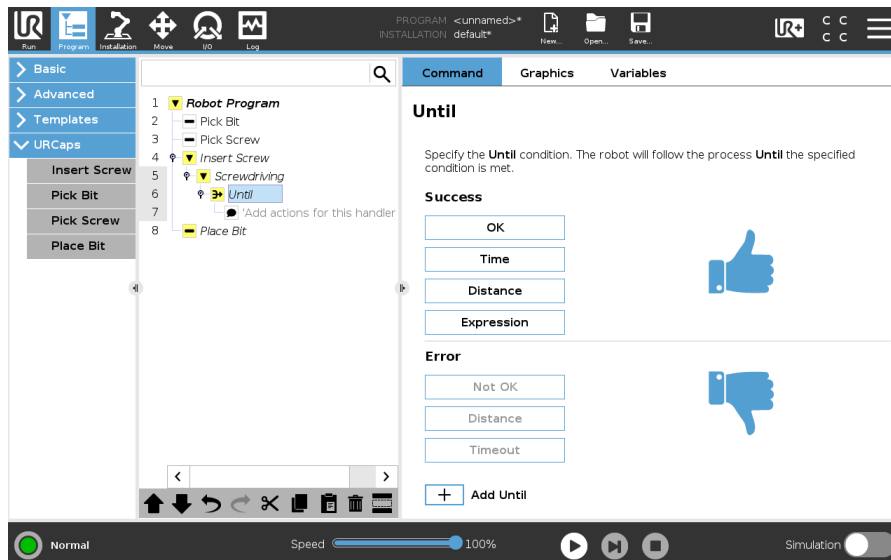 PROGRAM <unnamed>*
INSTALLATION default*
Run Program Installation Move I/O Log New... Open... Save...
UR+
C C
C C
Basic
Advanced
Templates
URCaps
Insert Screw
Pick Bit
Pick Screw
Place Bit
1 Robot Program
2 Pick Bit
3 Pick Screw
4 Insert Screw
5 Screwdriving
6 Until
7 'Add actions for this handler
8 Place Bit
Command Graphics Variables
Until
Specify the Until condition. The robot will follow the process Until the specified
condition is met.
Success
OK
Time
Distance
Expression
Error
Not OK
Distance
Timeout
+ Add Until
Normal
Speed 100%
Simulation